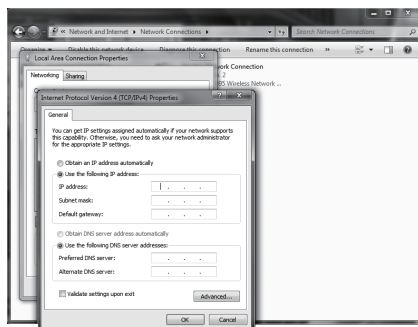 « Network and Internet ▸ Network Connections ▸
Search Network Connections
Organize ▾ Disable this network device Diagnose this connection Rename this connection »
Local Area Connection Properties
Networking Sharing
work Connection
2
95 Wireless Network ...
Internet Protocol Version 4 (TCP/IPv4) Properties
General
You can get IP settings assigned automatically if your network supports
this capability. Otherwise, you need to ask your network administrator
for the appropriate IP settings.
Obtain an IP address automatically
Use the following IP address:
IP address:
Subnet mask:
Default gateway:
Obtain DNS server address automatically
Use the following DNS server addresses:
Preferred DNS server:
Alternate DNS server:
Validate settings upon exit
Advanced...
OK Cancel